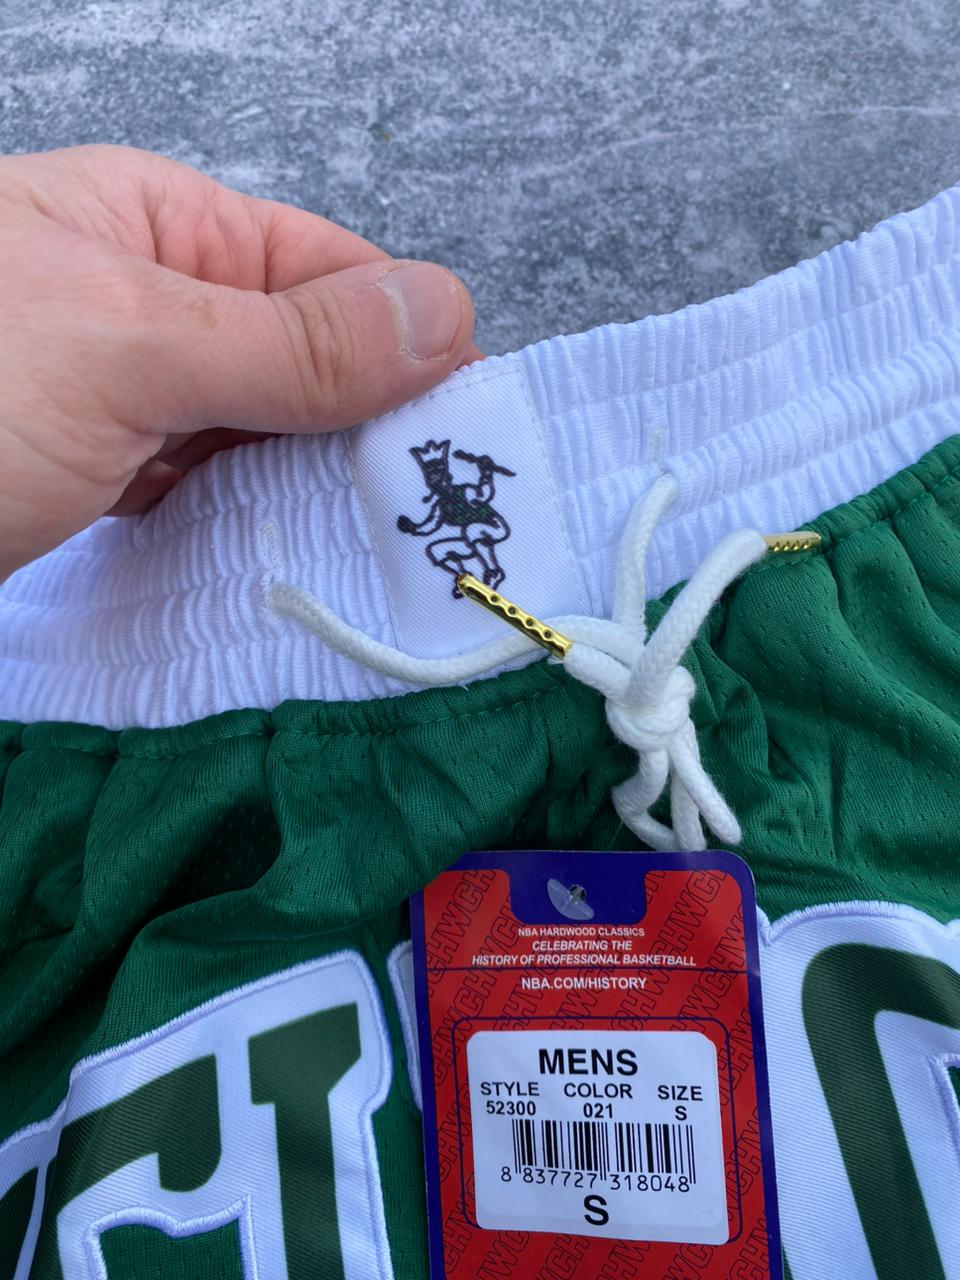 NBA HARDWOOD CLASSICS
CELEBRATING THE
HISTORY OF PROFESSIONAL BASKETBALL
NBA.COM/HISTORY
MENS
STYLE COLOR SIZE
52300 021 S
8 837727 318048
S